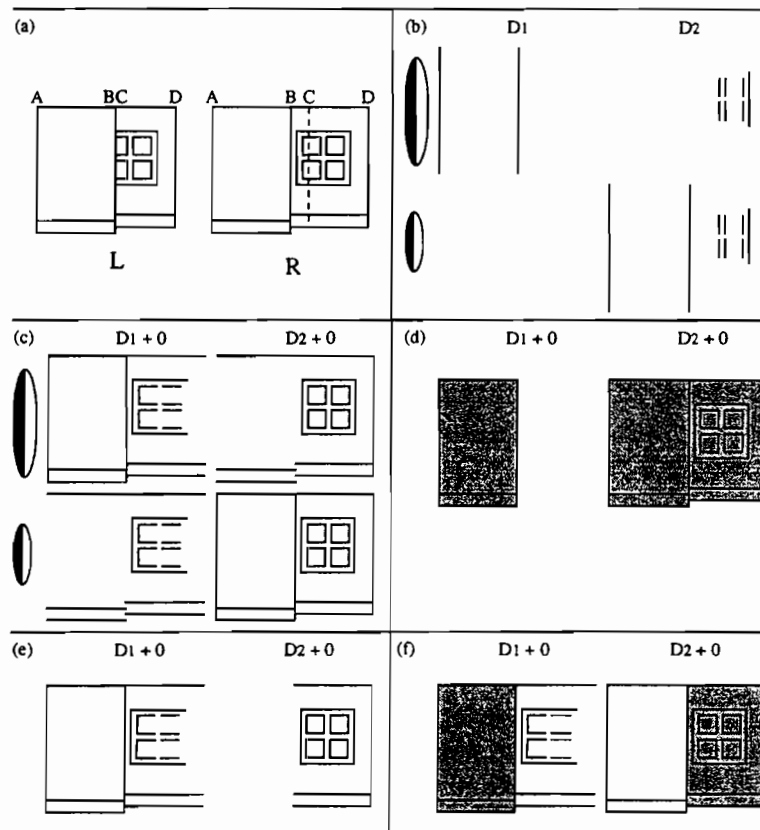 (a)
A BC D A B C D
L R
(b) D1 D2
(c) D1 + 0 D2 + 0
(d) D1 + 0 D2 + 0
(e) D1 + 0 D2 + 0
(f) D1 + 0 D2 + 0